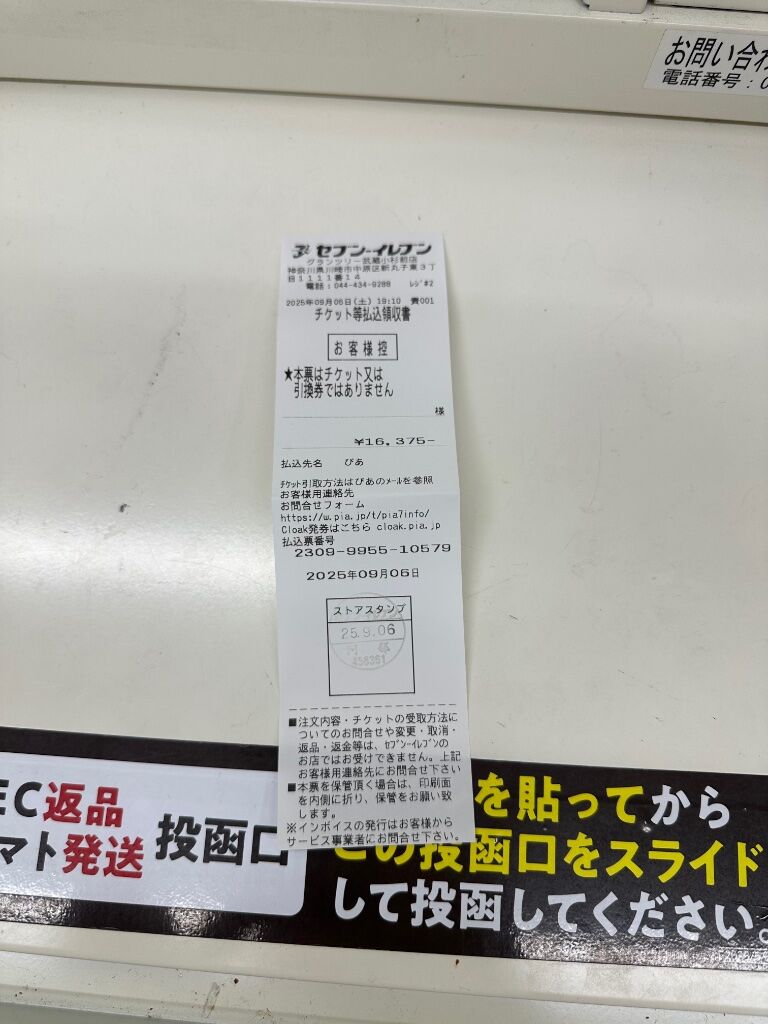 お問い合わ
電話番号:0
セブン-イレブン
グランツリー武蔵小杉前店
神奈川県川崎市中原区新丸子東3丁
目1111番14
電話:044-434-9288 レジ#2
2025年09月06日(土) 19:10 責001
チケット等払込領収書
お客様控
★本票はチケット又は
引換券ではありません
様
¥16,375-
払込先名 ぴあ
チケット引取方法はぴあのメールを参照
お客様用連絡先
お問合せフォーム
https://w.pia.jp/t/pia7info/
Cloak発券はこちら cloak.pia.jp
払込票番号
2309-9955-10579
2025年09月06日
ストアスタンプ
25.9.06
458351
■注文内容・チケットの受取方法に
ついてのお問合せや変更・取消・
返品・返金等は、セブン-イレブンの
お店ではお受けできません。上記
お客様用連絡先にお問合せ下さい
■本票を保管頂く場合は、印刷面
を内側に折り、保管をお願い致
します。
※インボイスの発行はお客様から
サービス事業者にお問合せ下さい。
EC返品
マト発送
投函口
を貼ってから
この投函口をスライド
して投函してください。